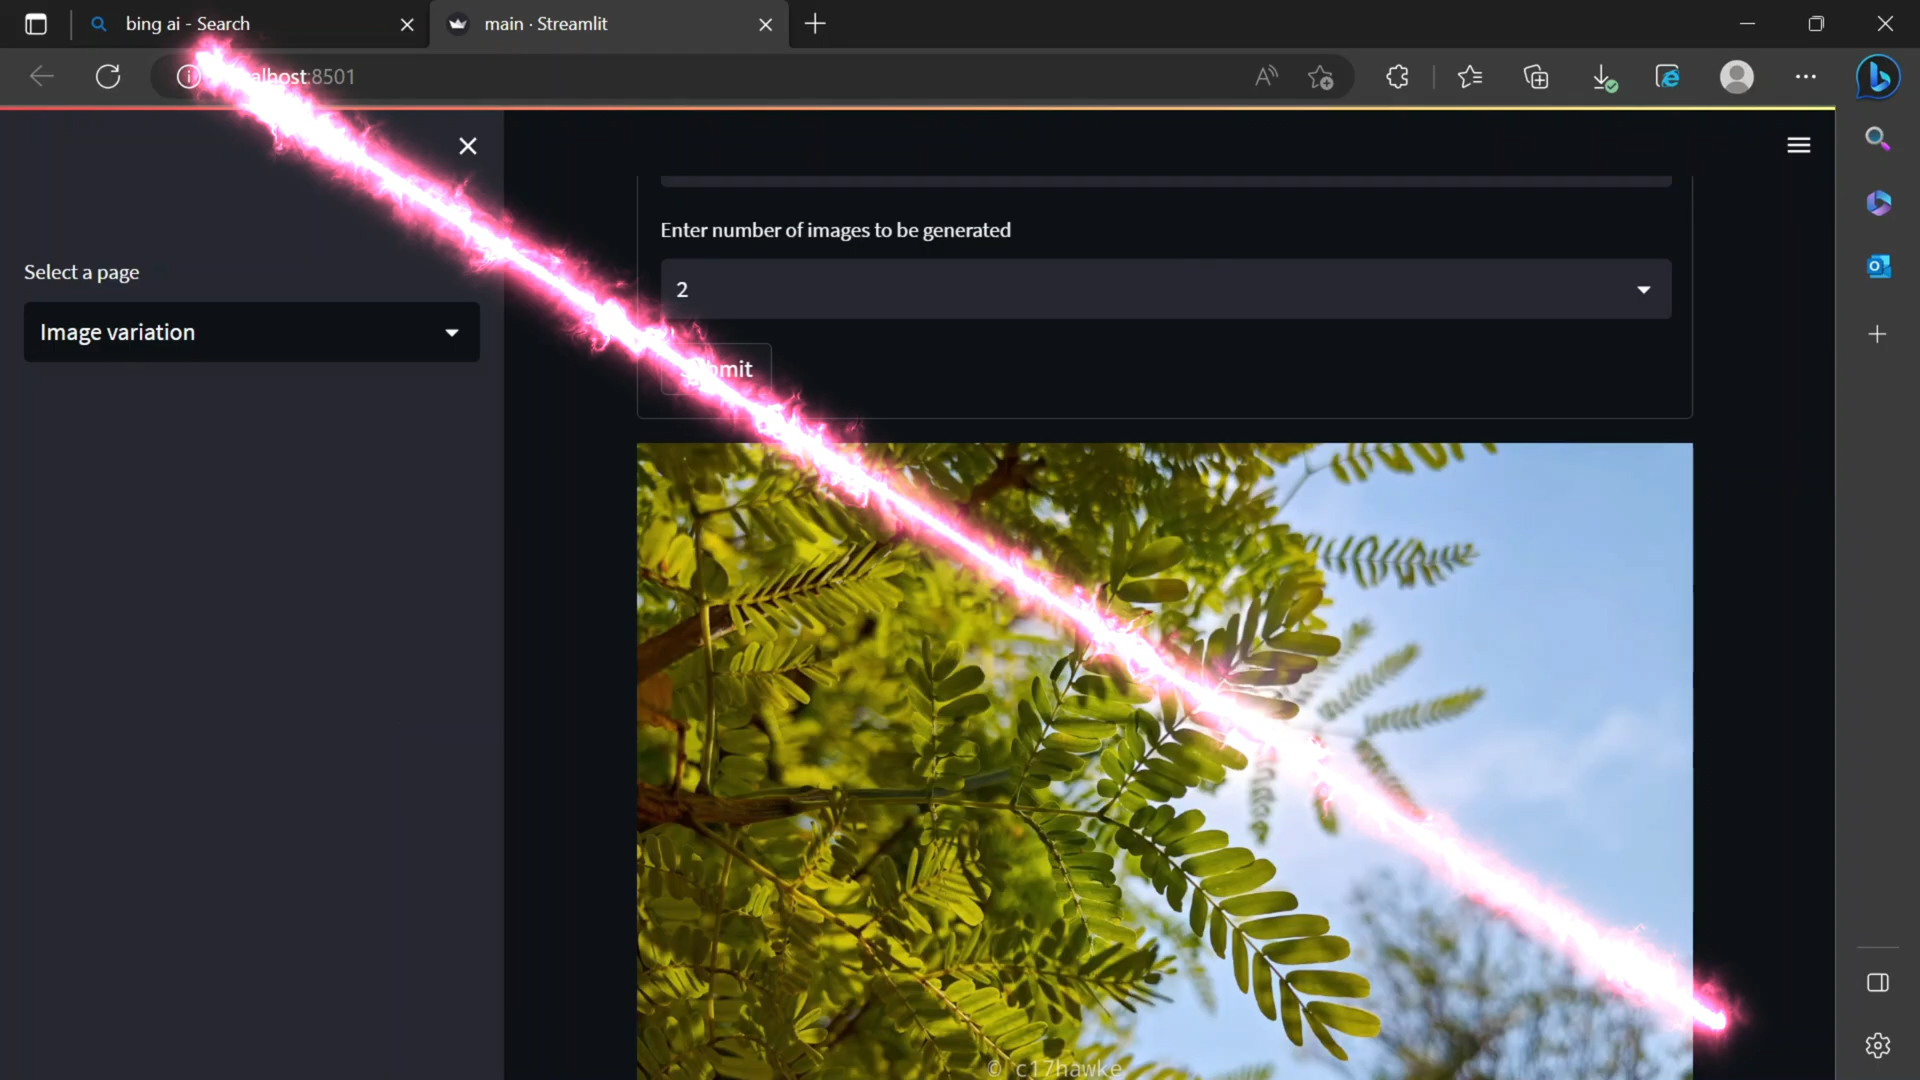 bing ai - Search
main · Streamlit
alhost:8501
Select a page
Image variation
Enter number of images to be generated
2
mit
© c17hawke